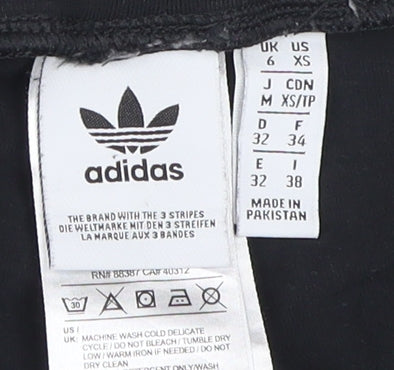 adidas
THE BRAND WITH THE 3 STRIPES
DIE WELTMARKE MIT DEN 3 STREIFEN
LA MARQUE AUX 3 BANDES
UK US
6 XS
J CDN
M XS/TP
D F
32 34
E I
32 38
MADE IN
PAKISTAN
RN# 88387 CA# 40312
30
US /
UK: MACHINE WASH COLD DELICATE
CYCLE / DO NOT BLEACH / TUMBLE DRY
LOW / WARM IRON IF NEEDED / DO NOT
DRY CLEAN
ONLY/WASH